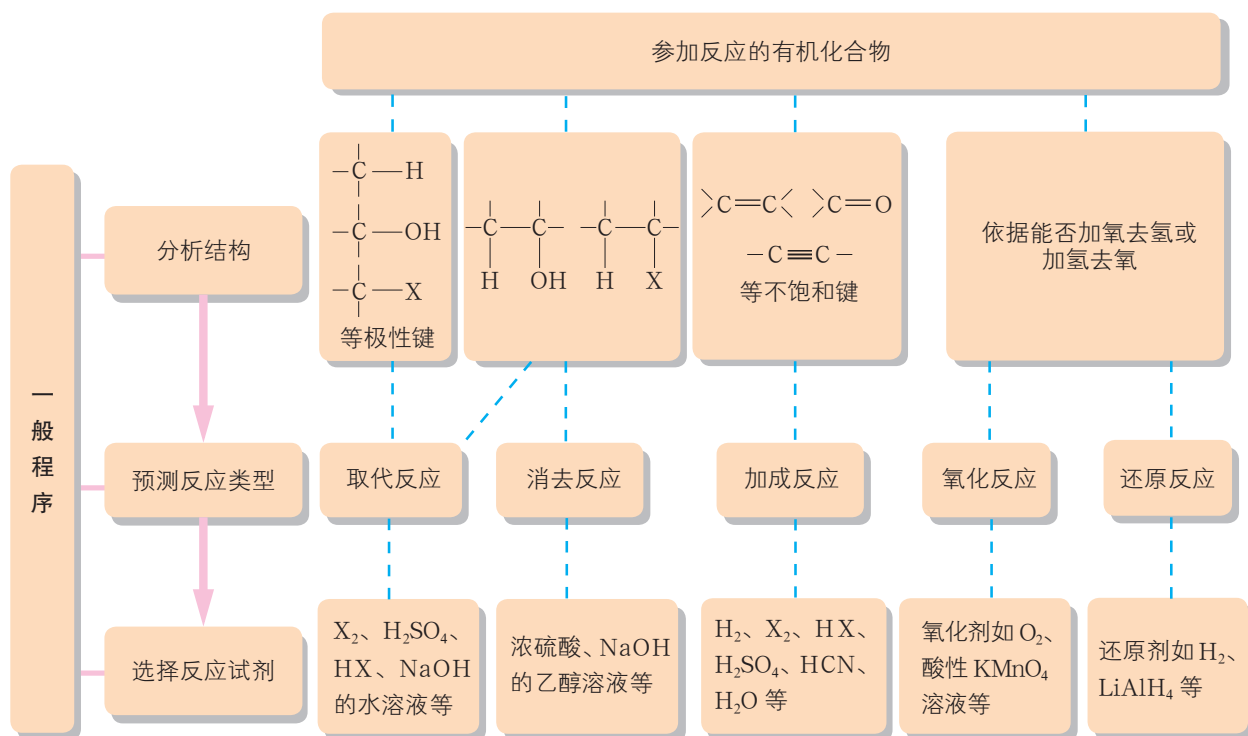 参加反应的有机化合物
一般程序
分析结构
C—H
C—OH
C—X
等极性键
C—C C—C
H OH H X
C=C C=O
C≡C
等不饱和键
依据能否加氧去氢或
加氢去氧
预测反应类型
取代反应
消去反应
加成反应
氧化反应
还原反应
选择反应试剂
X₂、H₂SO₄、
HX、NaOH
的水溶液等
浓硫酸、NaOH
的乙醇溶液等
H₂、X₂、HX、
H₂SO₄、HCN、
H₂O 等
氧化剂如 O₂、
酸性 KMnO₄
溶液等
还原剂如 H₂、
LiAlH₄ 等